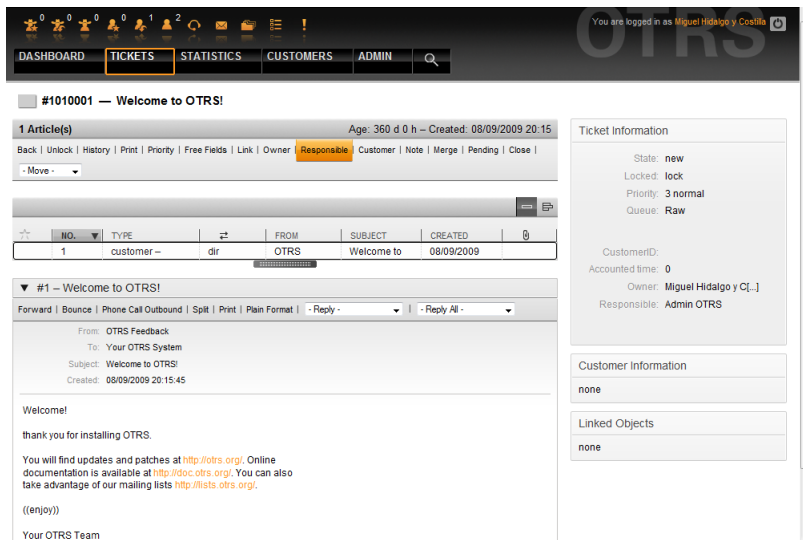 0 0 0 0 1 2 !
You are logged in as Miguel Hidalgo y Costilla
OTRS
DASHBOARD TICKETS STATISTICS CUSTOMERS ADMIN
#1010001 — Welcome to OTRS!
1 Article(s) Age: 360 d 0 h – Created: 08/09/2009 20:15
Back | Unlock | History | Print | Priority | Free Fields | Link | Owner | Responsible | Customer | Note | Merge | Pending | Close |
- Move -
NO. TYPE FROM SUBJECT CREATED
1 customer – dir OTRS Welcome to 08/09/2009
#1 – Welcome to OTRS!
Forward | Bounce | Phone Call Outbound | Split | Print | Plain Format | - Reply - | - Reply All -
From: OTRS Feedback
To: Your OTRS System
Subject: Welcome to OTRS!
Created: 08/09/2009 20:15:45
Welcome!
thank you for installing OTRS.
You will find updates and patches at http://otrs.org/. Online
documentation is available at http://doc.otrs.org/. You can also
take advantage of our mailing lists http://lists.otrs.org/.
((enjoy))
Your OTRS Team
Ticket Information
State: new
Locked: lock
Priority: 3 normal
Queue: Raw
CustomerID:
Accounted time: 0
Owner: Miguel Hidalgo y C[...]
Responsible: Admin OTRS
Customer Information
none
Linked Objects
none